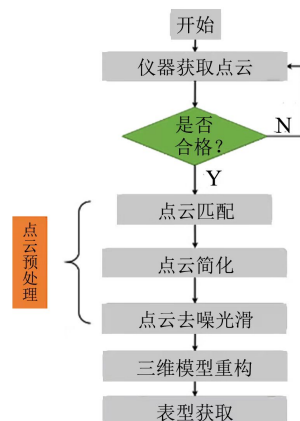 开始
仪器获取点云
是否
合格？
N
Y
点云匹配
点云预处理
点云简化
点云去噪光滑
三维模型重构
表型获取